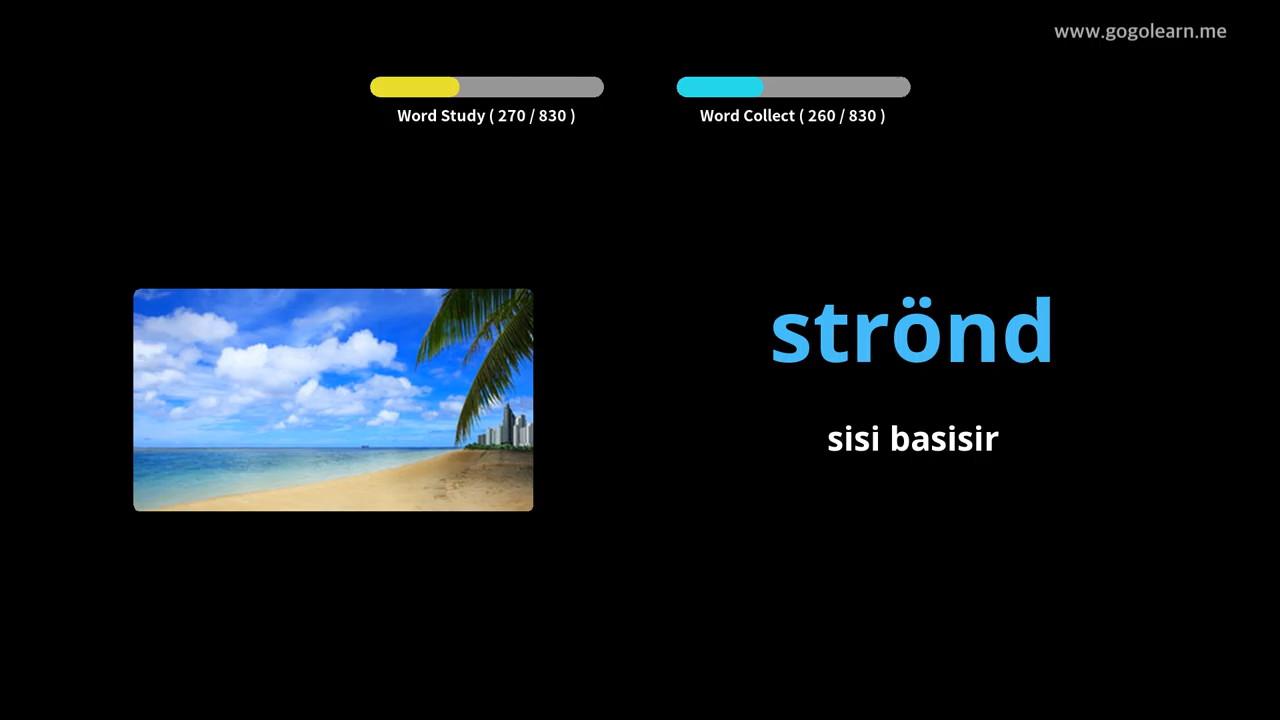 www.gogolearn.me
Word Study ( 270 / 830 )
Word Collect ( 260 / 830 )
strönd
sisi basisir